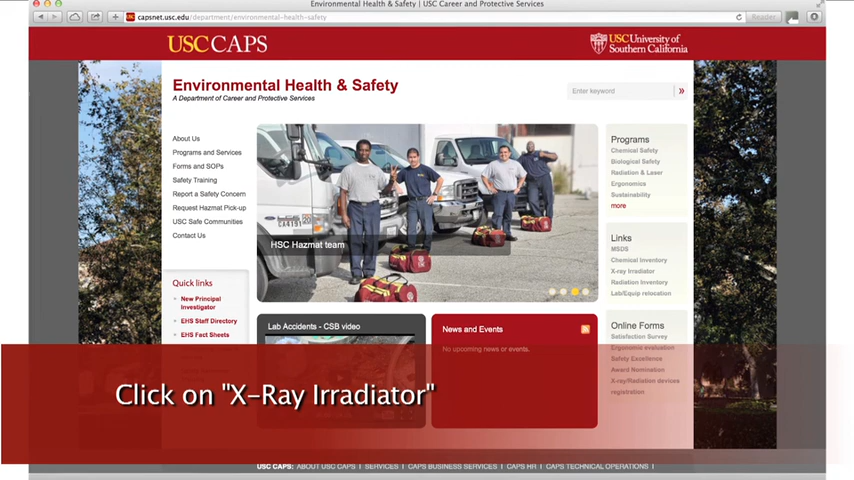 Environmental Health & Safety | USC Career and Protective Services
capsnet.usc.edu/department/environmental-health-safety
Reader
USC CAPS
USC University of
Southern California
Environmental Health & Safety
A Department of Career and Protective Services
Enter keyword
About Us
Programs and Services
Forms and SOPs
Safety Training
Report a Safety Concern
Request Hazmat Pick-up
USC Safe Communities
Contact Us
Quick links
New Principal
Investigator
EHS Staff Directory
EHS Fact Sheets
HSC Hazmat team
Lab Accidents - CSB video
News and Events
No upcoming news or events.
Programs
Chemical Safety
Biological Safety
Radiation & Laser
Ergonomics
Sustainability
more
Links
MSDS
Chemical Inventory
X-ray Irradiator
Radiation Inventory
Lab/Equip relocation
Online Forms
Satisfaction Survey
Ergonomic evaluation
Safety Excellence
Award Nomination
X-ray/Radiation devices
registration
Click on "X-Ray Irradiator"
USC CAPS: ABOUT USC CAPS | SERVICES | CAPS BUSINESS SERVICES | CAPS HR | CAPS TECHNICAL OPERATIONS |